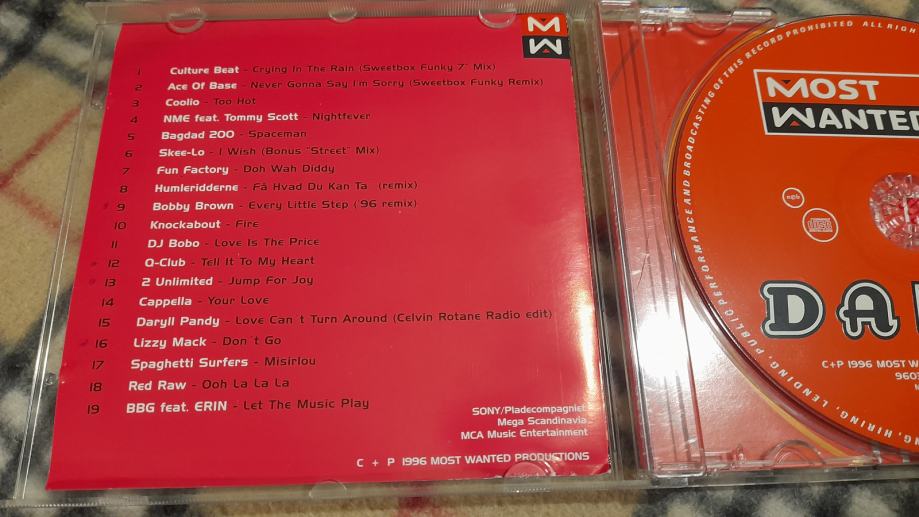 M
W
1 Culture Beat - Crying In The Rain (Sweetbox Funky 7" Mix)
2 Ace Of Base - Never Gonna Say I'm Sorry (Sweetbox Funky Remix)
3 Coolio - Too Hot
4 NME feat. Tommy Scott - Nightfever
5 Bagdad 200 - Spaceman
6 Skee-Lo - I Wish (Bonus "Street" Mix)
7 Fun Factory - Doh Wah Diddy
8 Humleridderne - Få Hvad Du Kan Ta (remix)
9 Bobby Brown - Every Little Step ('96 remix)
10 Knockabout - Fire
11 DJ Bobo - Love Is The Price
12 Q-Club - Tell It To My Heart
13 2 Unlimited - Jump For Joy
14 Cappella - Your Love
15 Daryll Pandy - Love Can´t Turn Around (Celvin Rotane Radio edit)
16 Lizzy Mack - Don´t Go
17 Spaghetti Surfers - Misirlou
18 Red Raw - Ooh La La La
19 BBG feat. ERIN - Let The Music Play
SONY/Pladecompagniet
Mega Scandinavia
MCA Music Entertainment
C + P 1996 MOST WANTED PRODUCTIONS
HIRING, LENDING, PUBLIC PERFORMANCE AND BROADCASTING OF THIS RECORD PROHIBITED ALL
MOST
WANTED
ncb
DA
C+P 1996 MOST